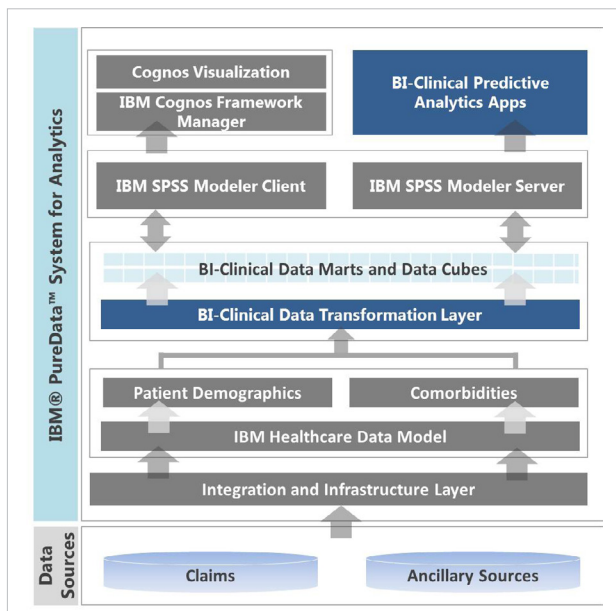 IBM® PureData™ System for Analytics
Cognos Visualization
IBM Cognos Framework
Manager
BI-Clinical Predictive
Analytics Apps
IBM SPSS Modeler Client
IBM SPSS Modeler Server
BI-Clinical Data Marts and Data Cubes
BI-Clinical Data Transformation Layer
Patient Demographics
Comorbidities
IBM Healthcare Data Model
Integration and Infrastructure Layer
Data
Sources
Claims
Ancillary Sources